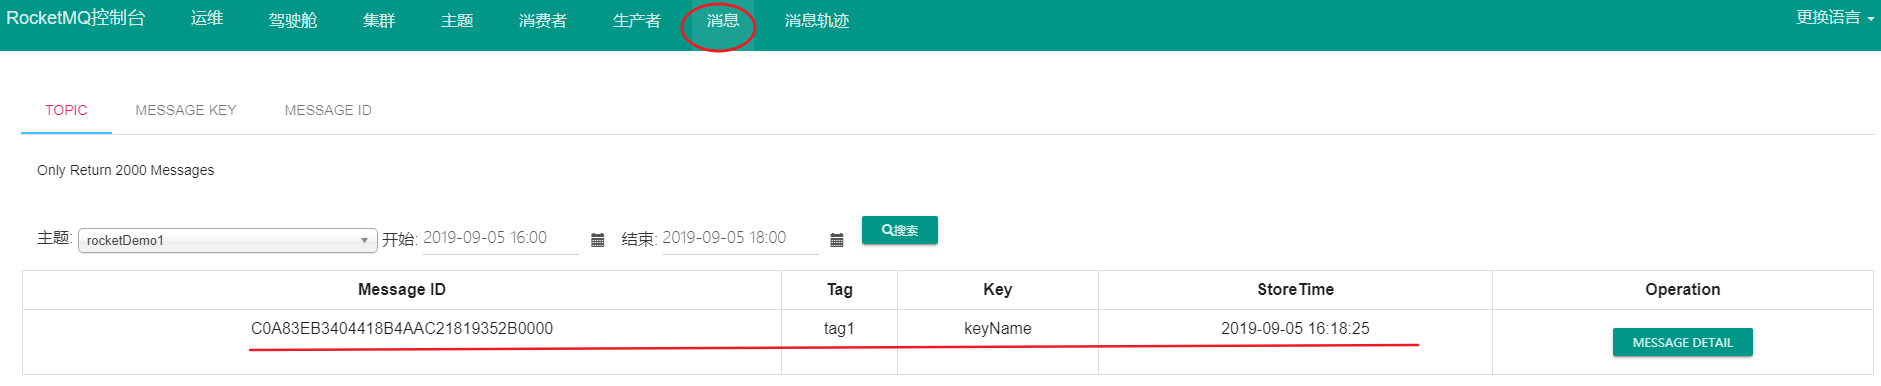 RocketMQ控制台 运维 驾驶舱 集群 主题 消费者 生产者 消息 消息轨迹 更换语言
TOPIC MESSAGE KEY MESSAGE ID
Only Return 2000 Messages
主题: rocketDemo1 开始: 2019-09-05 16:00 结束: 2019-09-05 18:00 搜索
Message ID Tag Key StoreTime Operation
C0A83EB3404418B4AAC21819352B0000 tag1 keyName 2019-09-05 16:18:25 MESSAGE DETAIL